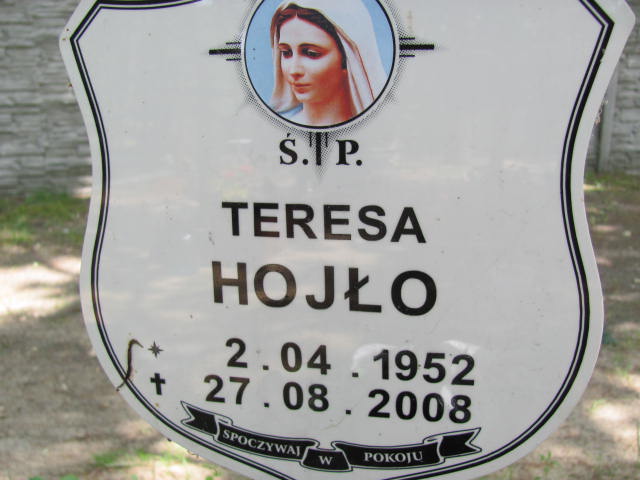 Ś. P.
TERESA
HOJŁO
2.04.1952
27.08.2008
SPOCZYWAJ W POKOJU